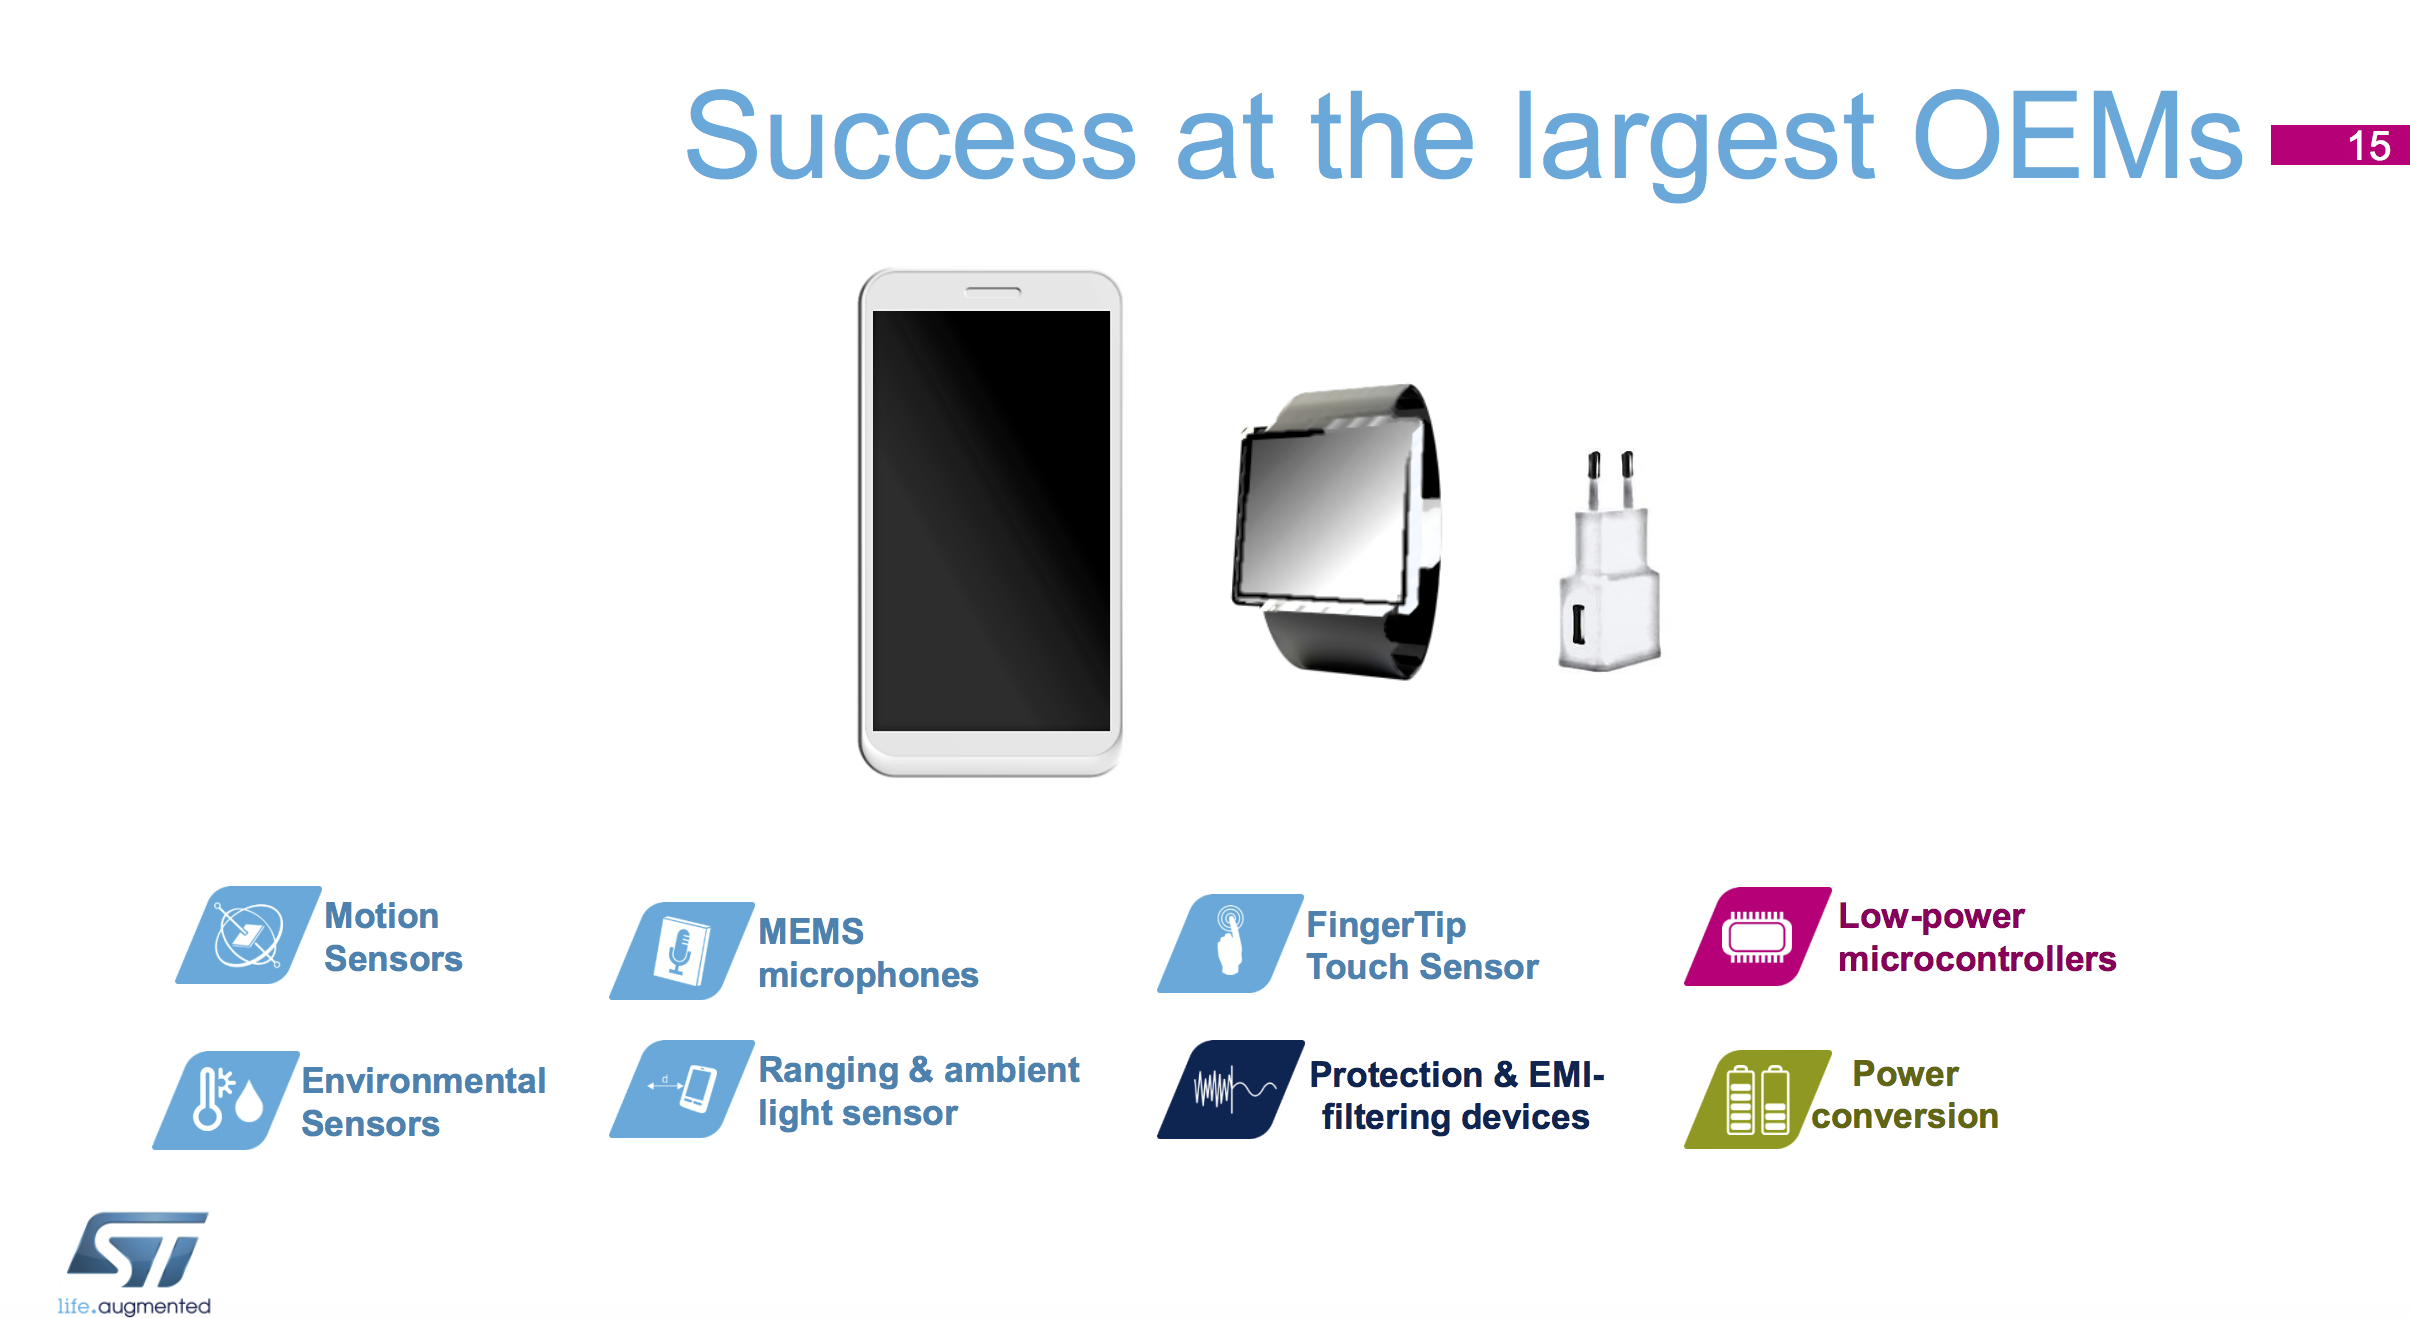 Success at the largest OEMs
15
Motion
Sensors
MEMS
microphones
FingerTip
Touch Sensor
Low-power
microcontrollers
Environmental
Sensors
d
Ranging & ambient
light sensor
Protection & EMI-
filtering devices
Power
conversion
ST
life.augmented